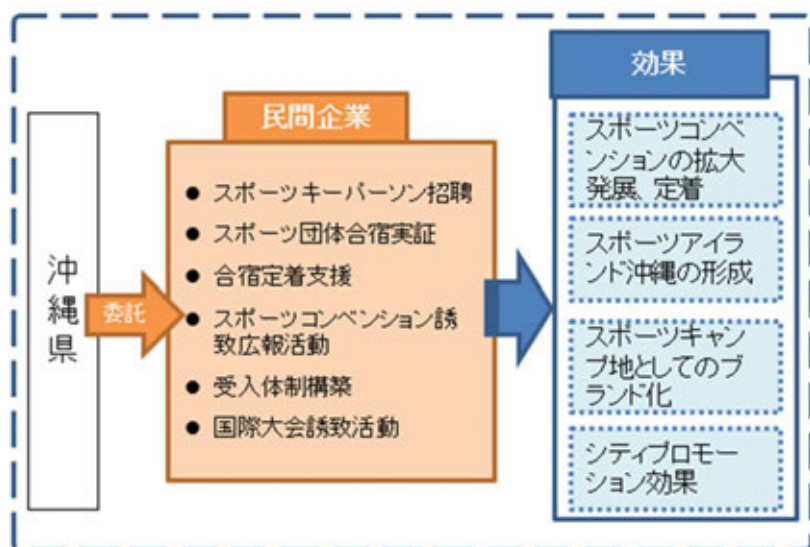 沖縄県
委託
民間企業
● スポーツキーパーソン招聘
● スポーツ団体合宿実証
● 合宿定着支援
● スポーツコンベンション誘
致広報活動
● 受入体制構築
● 国際大会誘致活動
効果
スポーツコンベ
ンションの拡大
発展、定着
スポーツアイラ
ンド沖縄の形成
スポーツキャン
プ地としてのブ
ランド化
シティプロモー
ション効果